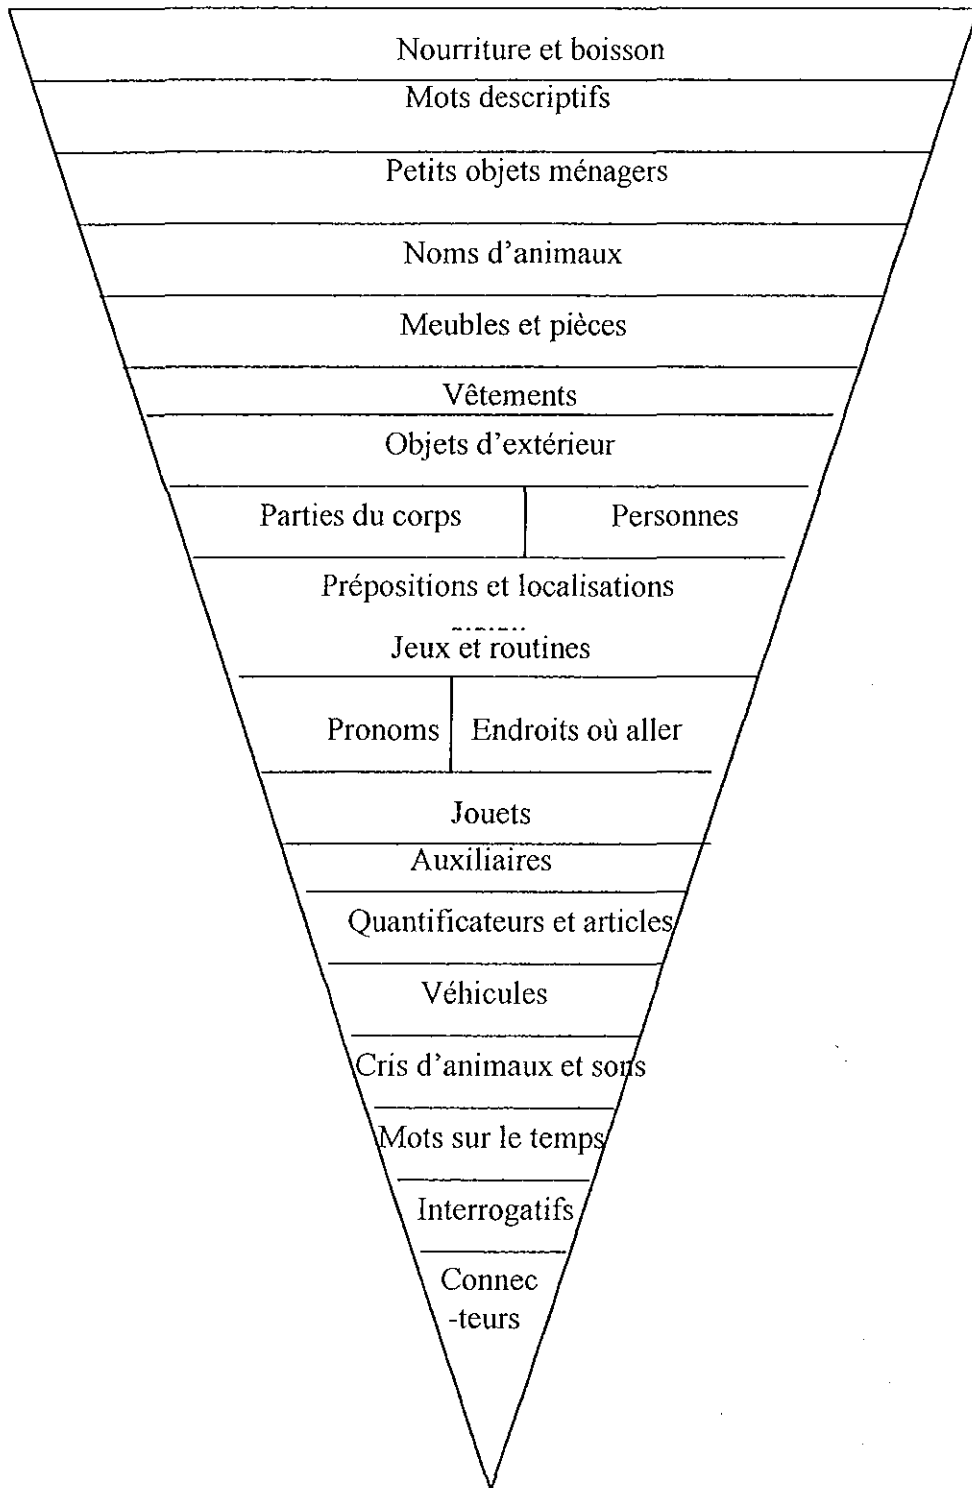 Nourriture et boisson
Mots descriptifs
Petits objets ménagers
Noms d'animaux
Meubles et pièces
Vêtements
Objets d'extérieur
Parties du corps
Personnes
Prépositions et localisations
Jeux et routines
Pronoms
Endroits où aller
Jouets
Auxiliaires
Quantificateurs et articles
Véhicules
Cris d'animaux et sons
Mots sur le temps
Interrogatifs
Connec
-teurs